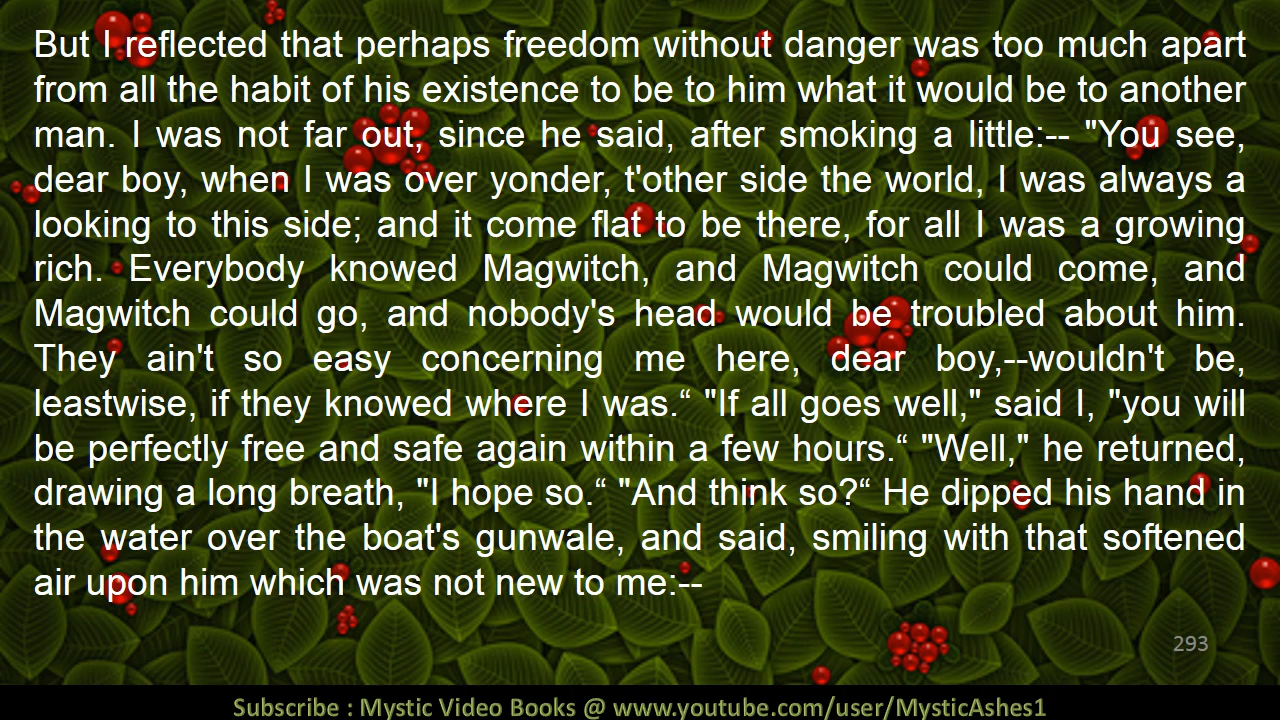 But I reflected that perhaps freedom without danger was too much apart
from all the habit of his existence to be to him what it would be to another
man. I was not far out, since he said, after smoking a little:-- "You see,
dear boy, when I was over yonder, t'other side the world, I was always a
looking to this side; and it come flat to be there, for all I was a growing
rich. Everybody knowed Magwitch, and Magwitch could come, and
Magwitch could go, and nobody's head would be troubled about him.
They ain't so easy concerning me here, dear boy,--wouldn't be,
leastwise, if they knowed where I was.“ "If all goes well," said I, "you will
be perfectly free and safe again within a few hours.“ "Well," he returned,
drawing a long breath, "I hope so.“ "And think so?“ He dipped his hand in
the water over the boat's gunwale, and said, smiling with that softened
air upon him which was not new to me:--
293
Subscribe : Mystic Video Books @ www.youtube.com/user/MysticAshes1